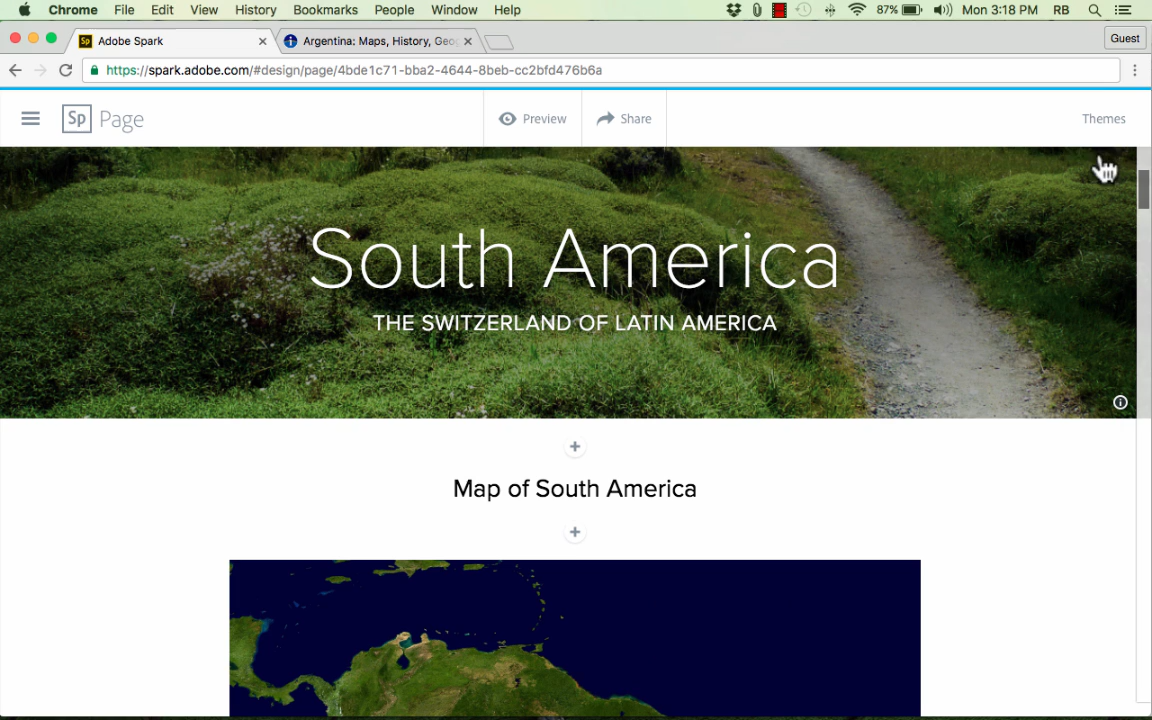 Chrome File Edit View History Bookmarks People Window Help 87% Mon 3:18 PM RB
Sp Adobe Spark Argentina: Maps, History, Geog Guest
https://spark.adobe.com/#design/page/4bde1c71-bba2-4644-8beb-cc2bfd476b6a
Sp Page Preview Share Themes
South America
THE SWITZERLAND OF LATIN AMERICA
Map of South America